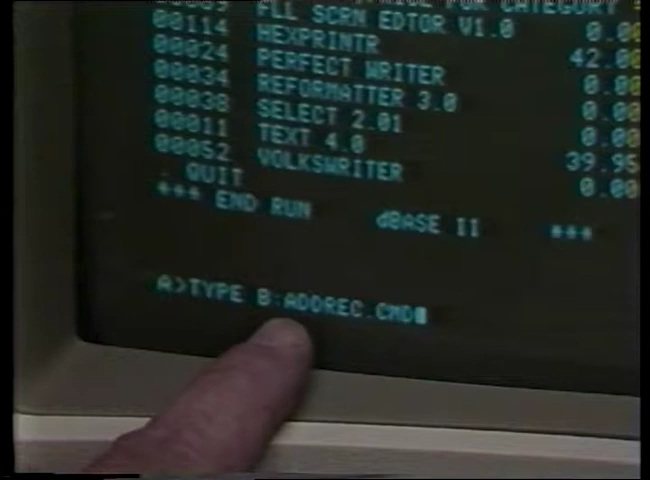 CATEGORY
FLL SCRN EDTOR V1.0 0.00
00114 HEXPRINTR 42.00
00024 PERFECT WRITER 0.00
00034 REFORMATTER 3.0 0.00
00038 SELECT 2.01 0.00
00011 TEXT 4.0 39.95
00052 VOLKSWRITER 0.00
. QUIT
*** END RUN dBASE II ***
A>TYPE B:ADDREC.CMD